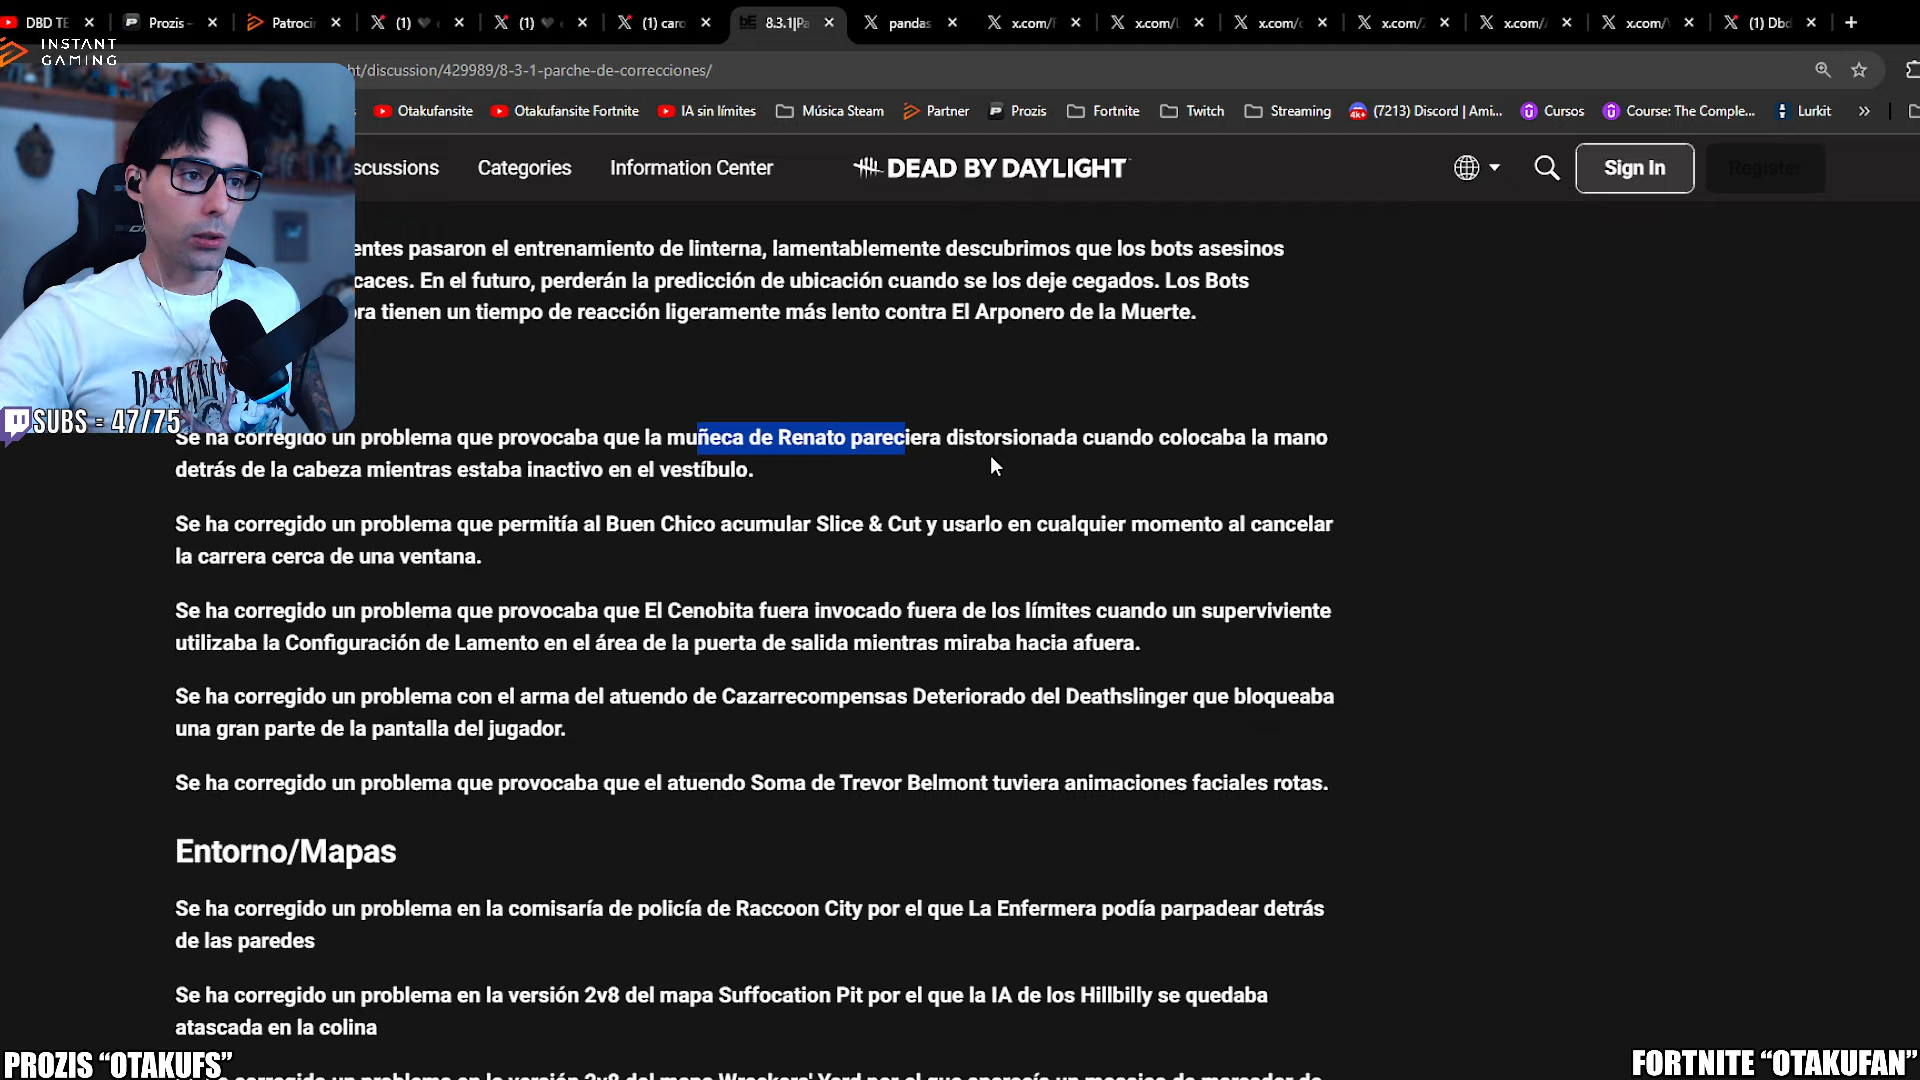 DBD TE
Prozis -
Patrocir
(1)
(1)
(1) carc
8.3.1|Pa
pandas
x.com/F
x.com/L
x.com/c
x.com/
x.com/
x.com/
(1) Dbd
INSTANT
GAMING
ht/discussion/429989/8-3-1-parche-de-correcciones/
Otakufansite
Otakufansite Fortnite
IA sin límites
Música Steam
Partner
Prozis
Fortnite
Twitch
Streaming
(7213) Discord | Ami...
Cursos
Course: The Comple...
Lurkit
scussions
Categories
Information Center
DEAD BY DAYLIGHT
Sign In
Register
entes pasaron el entrenamiento de linterna, lamentablemente descubrimos que los bots asesinos
caces. En el futuro, perderán la predicción de ubicación cuando se los deje cegados. Los Bots
ora tienen un tiempo de reacción ligeramente más lento contra El Arponero de la Muerte.
SUBS = 47/75
Se ha corregido un problema que provocaba que la muñeca de Renato pareciera distorsionada cuando colocaba la mano
detrás de la cabeza mientras estaba inactivo en el vestíbulo.
Se ha corregido un problema que permitía al Buen Chico acumular Slice & Cut y usarlo en cualquier momento al cancelar
la carrera cerca de una ventana.
Se ha corregido un problema que provocaba que El Cenobita fuera invocado fuera de los límites cuando un superviviente
utilizaba la Configuración de Lamento en el área de la puerta de salida mientras miraba hacia afuera.
Se ha corregido un problema con el arma del atuendo de Cazarrecompensas Deteriorado del Deathslinger que bloqueaba
una gran parte de la pantalla del jugador.
Se ha corregido un problema que provocaba que el atuendo Soma de Trevor Belmont tuviera animaciones faciales rotas.
Entorno/Mapas
Se ha corregido un problema en la comisaría de policía de Raccoon City por el que La Enfermera podía parpadear detrás
de las paredes
Se ha corregido un problema en la versión 2v8 del mapa Suffocation Pit por el que la IA de los Hillbilly se quedaba
atascada en la colina
PROZIS “OTAKUFS”
FORTNITE “OTAKUFAN”